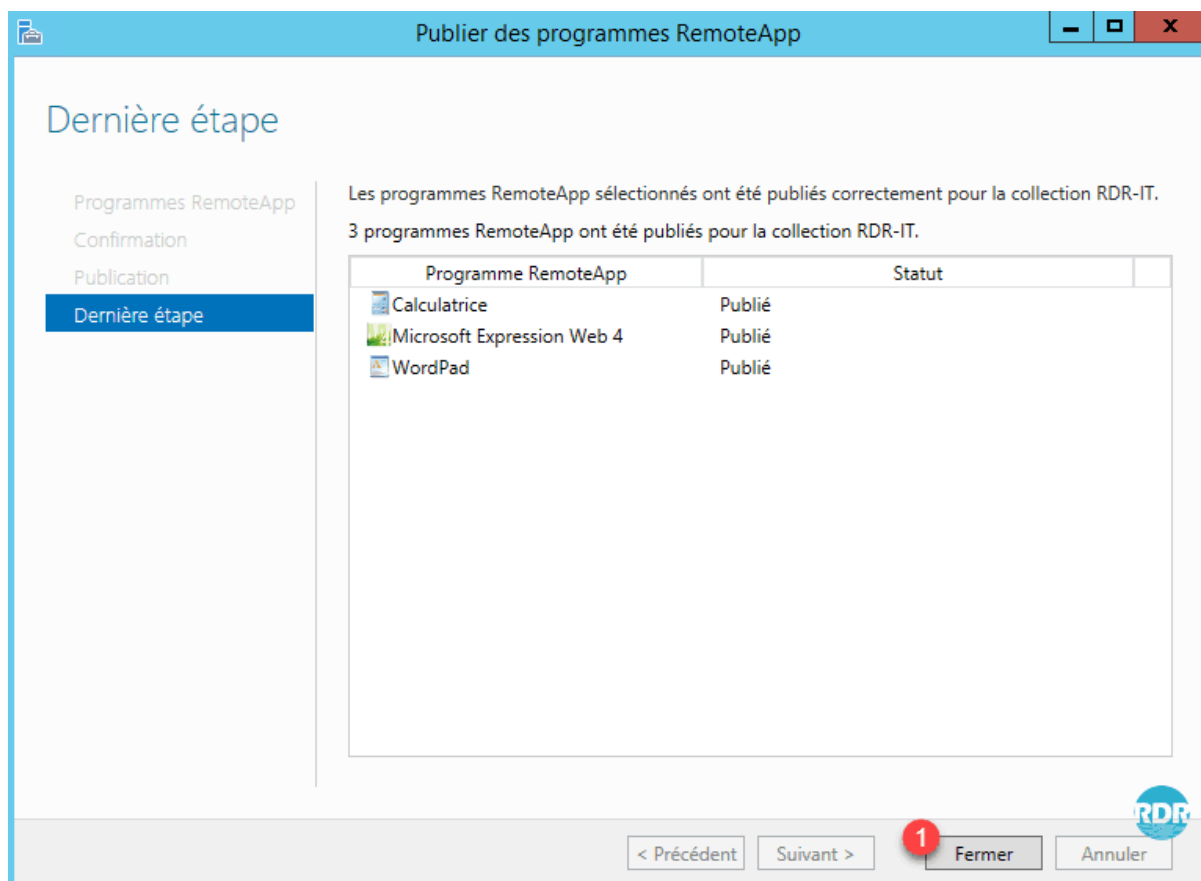 Publier des programmes RemoteApp
Dernière étape
Programmes RemoteApp
Confirmation
Publication
Dernière étape
Les programmes RemoteApp sélectionnés ont été publiés correctement pour la collection RDR-IT.
3 programmes RemoteApp ont été publiés pour la collection RDR-IT.
Programme RemoteApp Statut
Calculatrice Publié
Microsoft Expression Web 4 Publié
WordPad Publié
RDR
< Précédent Suivant > 1 Fermer Annuler